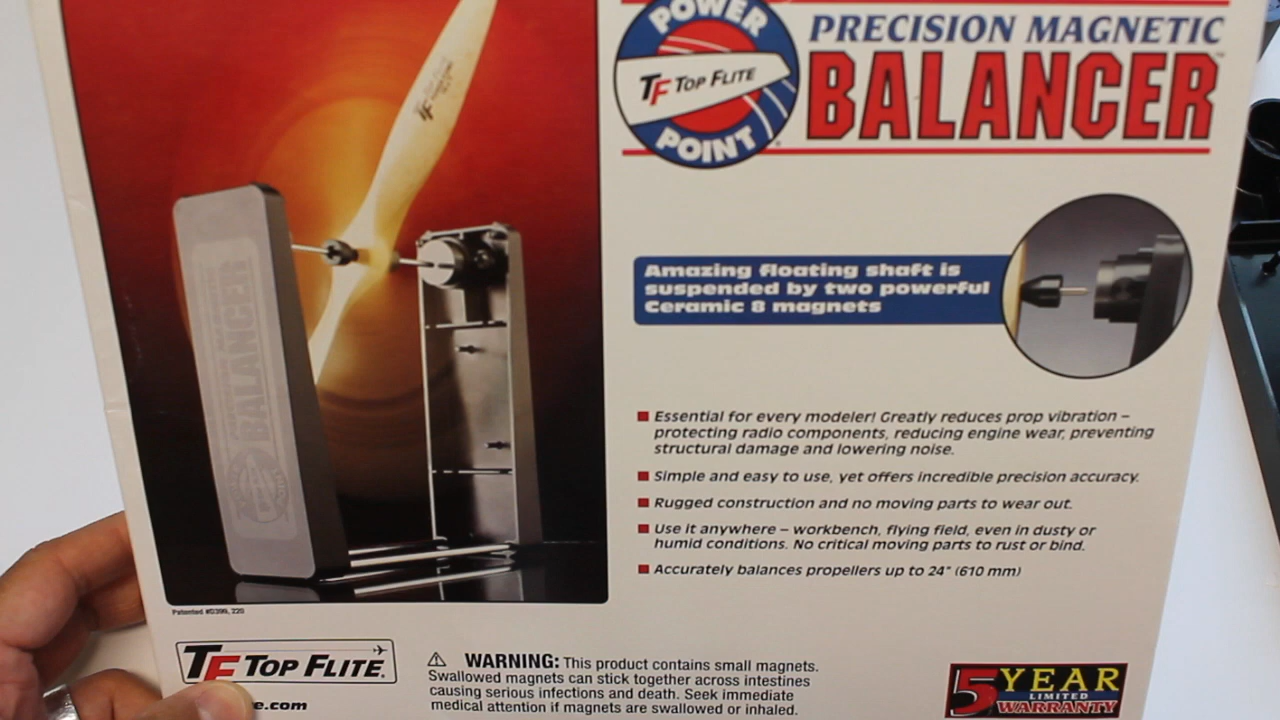 POWER
TF TOP FLITE
POINT
PRECISION MAGNETIC
BALANCER
BALANCER
Amazing floating shaft is
suspended by two powerful
Ceramic 8 magnets
■ Essential for every modeler! Greatly reduces prop vibration –
protecting radio components, reducing engine wear, preventing
structural damage and lowering noise.
■ Simple and easy to use, yet offers incredible precision accuracy.
■ Rugged construction and no moving parts to wear out.
■ Use it anywhere – workbench, flying field, even in dusty or
humid conditions. No critical moving parts to rust or bind.
■ Accurately balances propellers up to 24" (610 mm)
Patented #D399, 220
TF TOP FLITE®
e.com
⚠ WARNING: This product contains small magnets.
Swallowed magnets can stick together across intestines
causing serious infections and death. Seek immediate
medical attention if magnets are swallowed or inhaled.
5 YEAR
LIMITED
WARRANTY